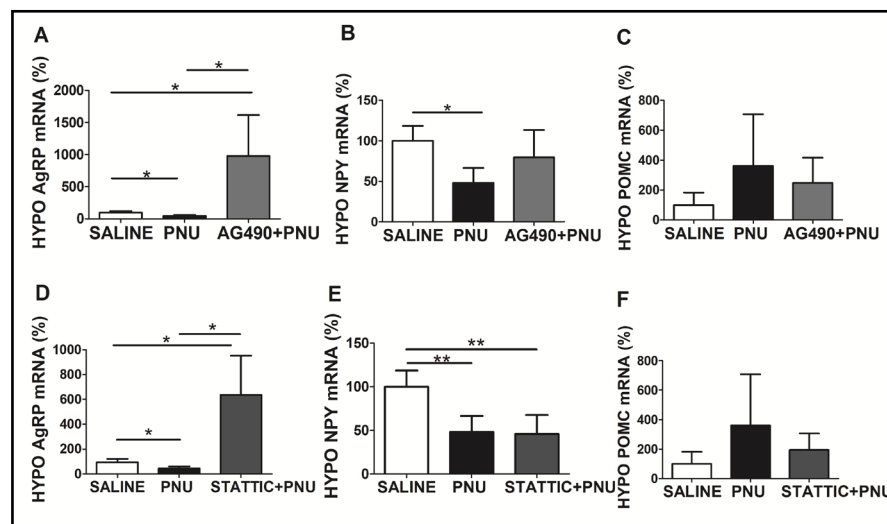 A
HYPO AgRP mRNA (%)
2000
1500
1000
500
0
*
*
*
SALINE PNU AG490+PNU
B
HYPO NPY mRNA (%)
150
100
50
0
*
SALINE PNU AG490+PNU
C
HYPO POMC mRNA (%)
800
600
400
200
0
SALINE PNU AG490+PNU
D
HYPO AgRP mRNA (%)
1000
800
600
400
200
0
*
*
*
SALINE PNU STATTIC+PNU
E
HYPO NPY mRNA (%)
150
100
50
0
**
**
SALINE PNU STATTIC+PNU
F
HYPO POMC mRNA (%)
800
600
400
200
0
SALINE PNU STATTIC+PNU